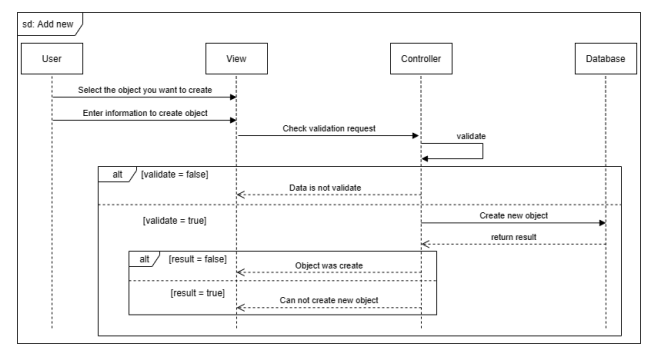 sd: Add new
User
View
Controller
Database
Select the object you want to create
Enter information to create object
Check validation request
validate
alt
[validate = false]
Data is not validate
[validate = true]
Create new object
return result
alt
[result = false]
Object was create
[result = true]
Can not create new object